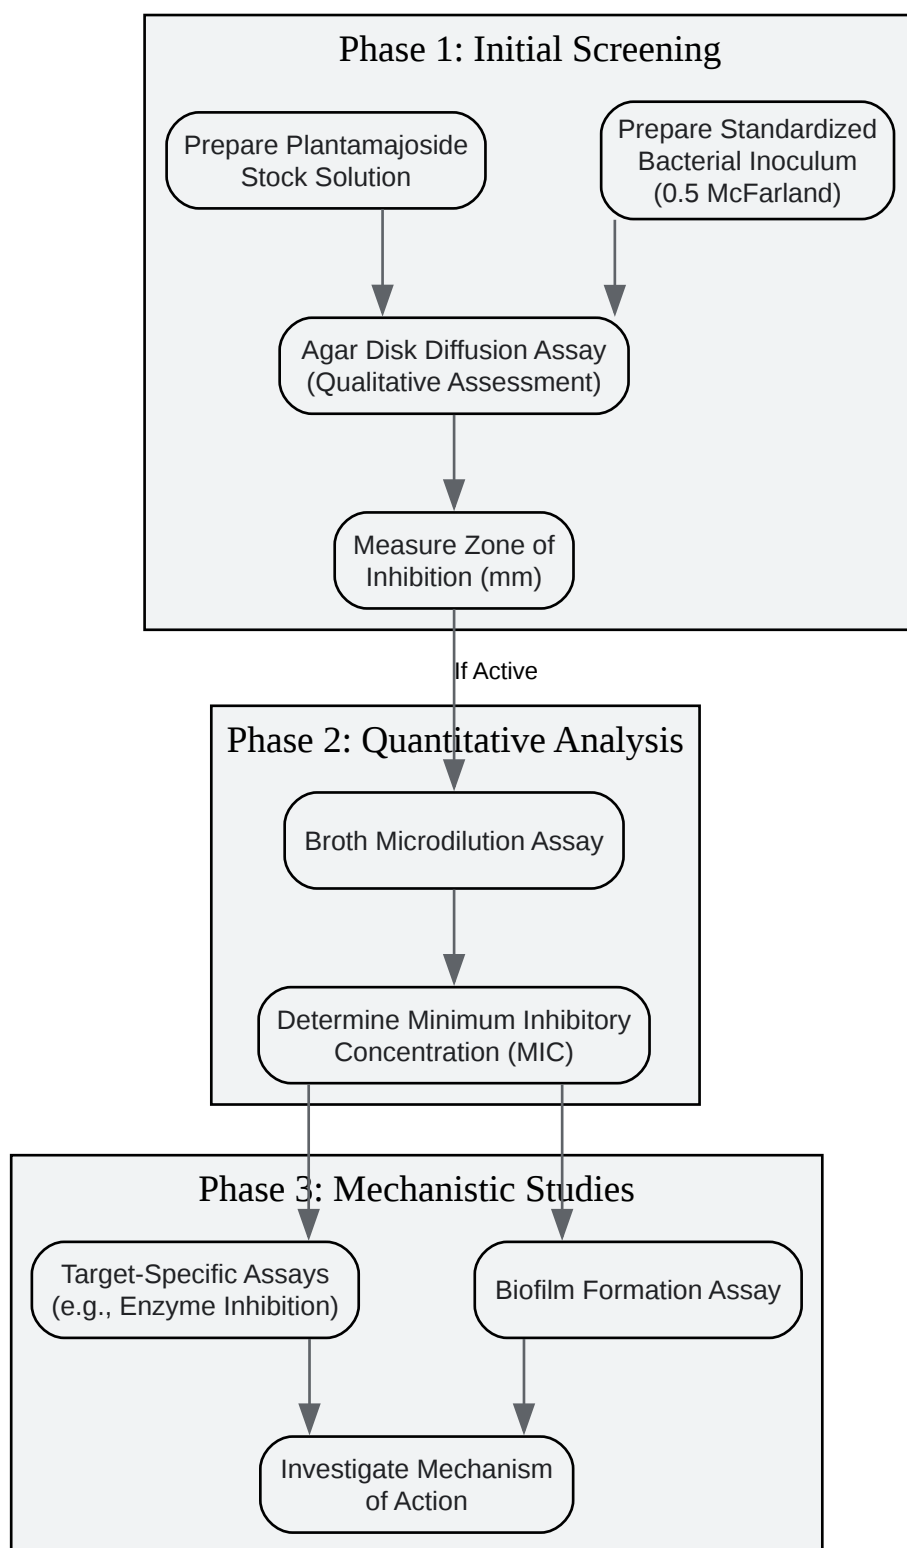 Phase 1: Initial Screening
Prepare Plantamajoside
Stock Solution
Prepare Standardized
Bacterial Inoculum
(0.5 McFarland)
Agar Disk Diffusion Assay
(Qualitative Assessment)
Measure Zone of
Inhibition (mm)
If Active
Phase 2: Quantitative Analysis
Broth Microdilution Assay
Determine Minimum Inhibitory
Concentration (MIC)
Phase 3: Mechanistic Studies
Target-Specific Assays
(e.g., Enzyme Inhibition)
Biofilm Formation Assay
Investigate Mechanism
of Action